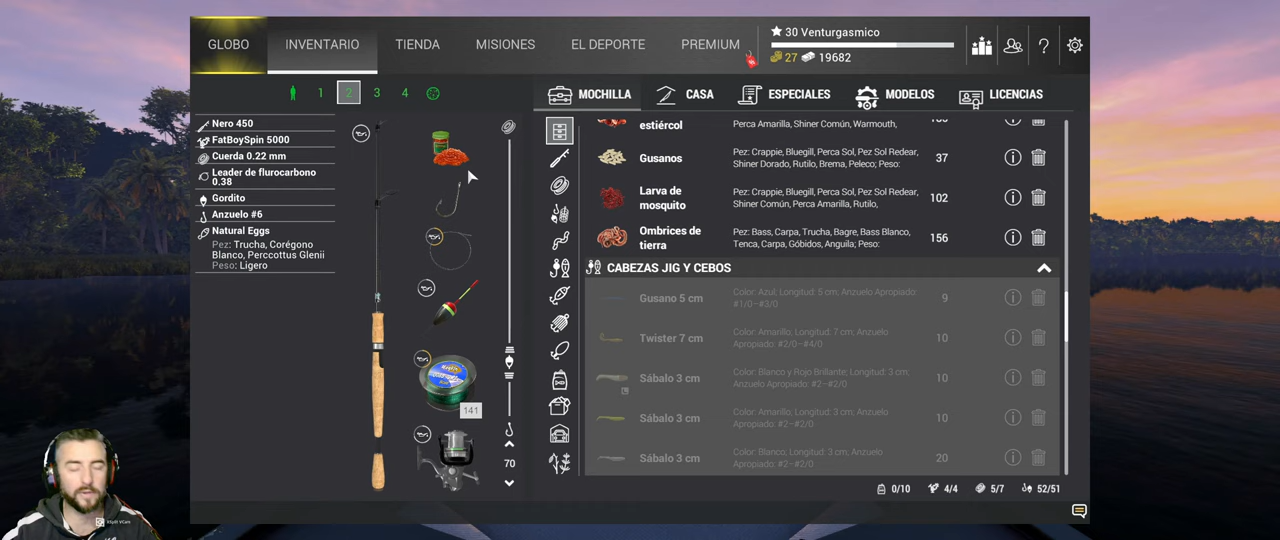 GLOBO INVENTARIO TIENDA MISIONES EL DEPORTE PREMIUM
30 Venturgasmico
27 19682
1 2 3 4
MOCHILLA CASA ESPECIALES MODELOS LICENCIAS
Nero 450
FatBoySpin 5000
Cuerda 0.22 mm
Leader de flurocarbono
0.38
Gordito
Anzuelo #6
Natural Eggs
Pez: Trucha, Corégono
Blanco, Perccottus Glenii
Peso: Ligero
141
70
estiércol
Perca Amarilla, Shiner Común, Warmouth,
Gusanos
Pez: Crappie, Bluegill, Perca Sol, Pez Sol Redear,
Shiner Dorado, Rutilo, Brema, Peleco; Peso:
37
Larva de
mosquito
Pez: Crappie, Bluegill, Perca Sol, Pez Sol Redear,
Shiner Común, Perca Amarilla, Rutilo,
102
Ombrices de
tierra
Pez: Bass, Carpa, Trucha, Bagre, Bass Blanco,
Tenca, Carpa, Góbidos, Anguila; Peso:
156
CABEZAS JIG Y CEBOS
Gusano 5 cm
Color: Azul; Longitud: 5 cm, Anzuelo Apropiado:
#1/0–#3/0
9
Twister 7 cm
Color: Amarillo; Longitud: 7 cm; Anzuelo
Apropiado: #2/0–#4/0
10
Sábalo 3 cm
Color: Blanco y Rojo Brillante; Longitud: 3 cm;
Anzuelo Apropiado: #2–#2/0
10
Sábalo 3 cm
Color: Amarillo; Longitud: 3 cm; Anzuelo
Apropiado: #2–#2/0
10
Sábalo 3 cm
Color: Blanco; Longitud: 3 cm; Anzuelo
Apropiado: #2–#2/0
20
0/10 4/4 5/7 52/51